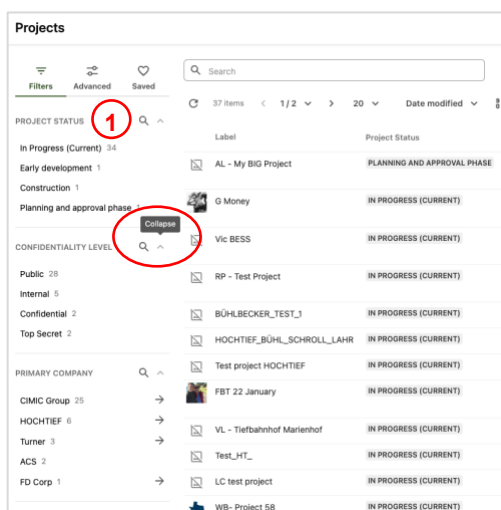 Projects
Filters
Advanced
Saved
Search
37 items
1/2
20
Date modified
PROJECT STATUS
1
In Progress (Current) 34
Early development 1
Construction 1
Planning and approval phase 1
Collapse
CONFIDENTIALITY LEVEL
Public 28
Internal 5
Confidential 2
Top Secret 2
PRIMARY COMPANY
CIMIC Group 25
HOCHTIEF 6
Turner 3
ACS 2
FD Corp 1
Label Project Status
AL - My BIG Project PLANNING AND APPROVAL PHASE
G Money IN PROGRESS (CURRENT)
Vic BESS IN PROGRESS (CURRENT)
RP - Test Project IN PROGRESS (CURRENT)
BÜHLBECKER_TEST_1 IN PROGRESS (CURRENT)
HOCHTIEF_BÜHL_SCHROLL_LAHR IN PROGRESS (CURRENT)
Test project HOCHTIEF IN PROGRESS (CURRENT)
FBT 22 January IN PROGRESS (CURRENT)
VL - Tiefbahnhof Marienhof IN PROGRESS (CURRENT)
Test_HT_ IN PROGRESS (CURRENT)
LC test project IN PROGRESS (CURRENT)
WB- Project 58 IN PROGRESS (CURRENT)